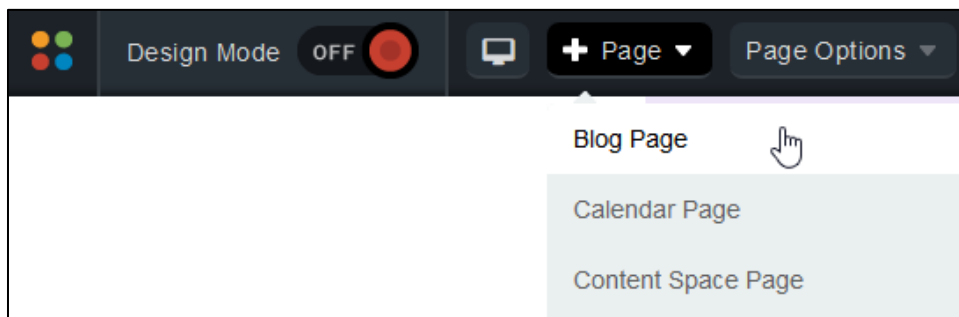 Design Mode OFF + Page Page Options
Blog Page
Calendar Page
Content Space Page